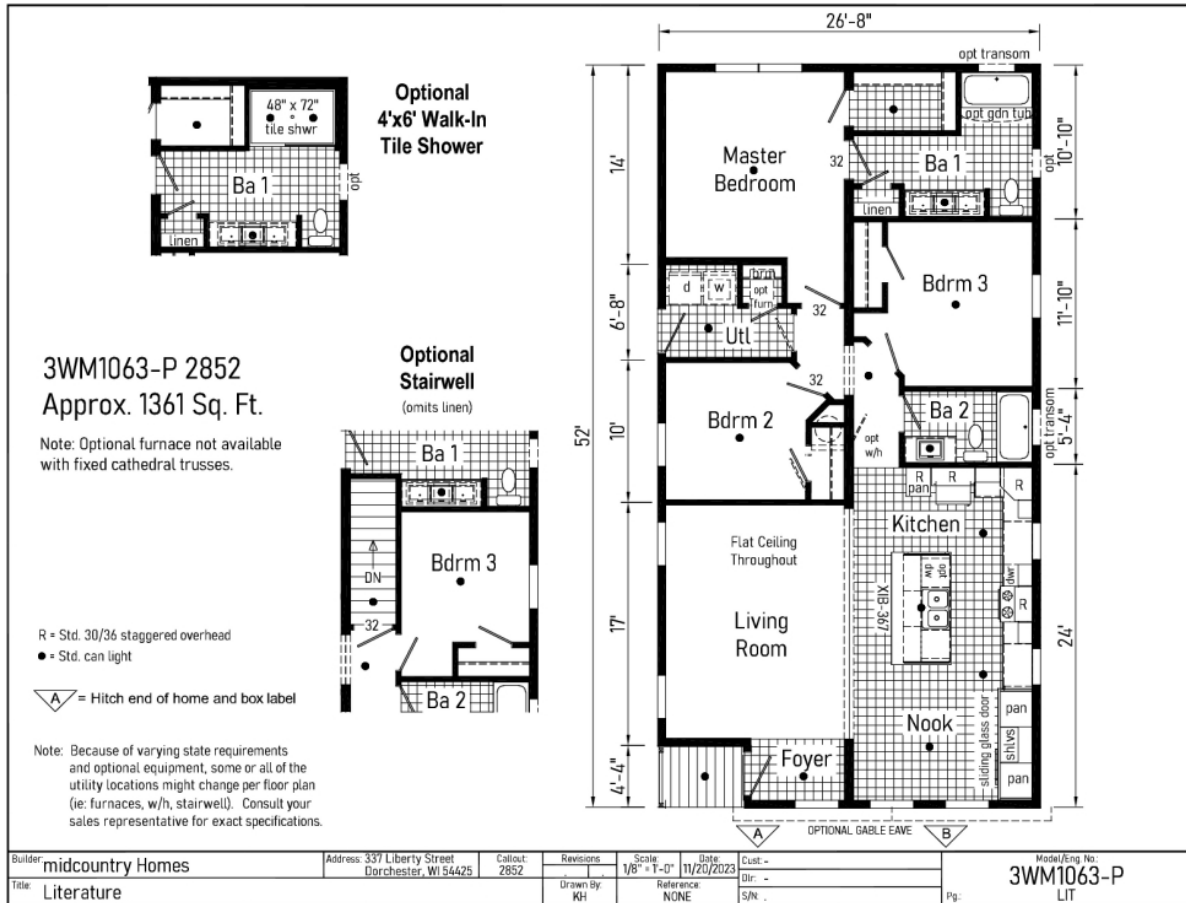 26'-8"
opt transom
Optional
4'x6' Walk-In
Tile Shower
48" x 72"
tile shwr
Ba 1
opt
linen
Master
Bedroom
32
opt gdn tub
Ba 1
opt
linen
14'
10'-10"
Bdrm 3
11'-10"
d
w
brm
opt
furn
Utl
32
6'-8"
3WM1063-P 2852
Approx. 1361 Sq. Ft.
Note: Optional furnace not available
with fixed cathedral trusses.
Optional
Stairwell
(omits linen)
Ba 1
DN
Bdrm 3
32
Ba 2
52'
10'
32
Bdrm 2
opt
w/h
Ba 2
opt transom
5'-4"
R
pan
R
R
Kitchen
Flat Ceiling
Throughout
opt
dw
XIB-367
dwr
R
Living
Room
17'
24'
Nook
sliding glass door
pan
shlvs
pan
Foyer
4'-4"
R = Std. 30/36 staggered overhead
● = Std. can light
A = Hitch end of home and box label
Note: Because of varying state requirements
and optional equipment, some or all of the
utility locations might change per floor plan
(ie: furnaces, w/h, stairwell). Consult your
sales representative for exact specifications.
A
OPTIONAL GABLE EAVE
B
Builder: midcountry Homes
Address: 337 Liberty Street
Dorchester, WI 54425
Callout:
2852
Revisions
Scale:
1/8" = 1'-0"
Date:
11/20/2023
Cust: -
Dlr: -
S/N: .
Model/Eng. No.:
3WM1063-P
LIT
Pg.:
Title: Literature
Drawn By:
KH
Reference:
NONE